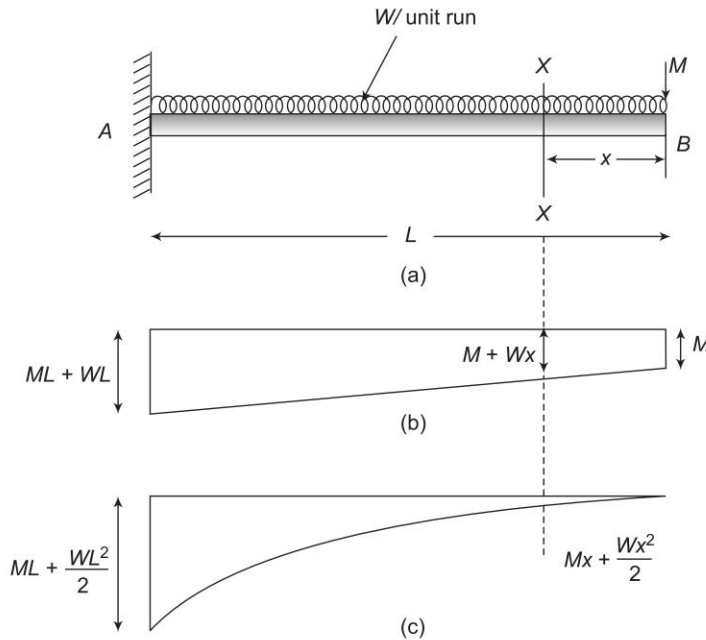 W/ unit run
X
M
A
B
x
X
L
(a)
ML + WL
M + Wx
M
(b)
ML + WL²/2
Mx + Wx²/2
(c)